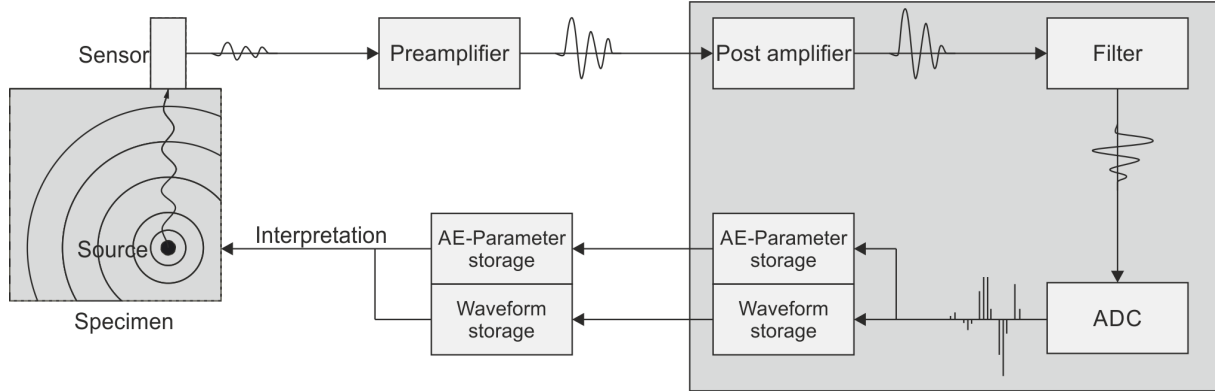 Sensor
Preamplifier
Post amplifier
Filter
Source
Interpretation
AE-Parameter
storage
AE-Parameter
storage
Waveform
storage
Waveform
storage
ADC
Specimen